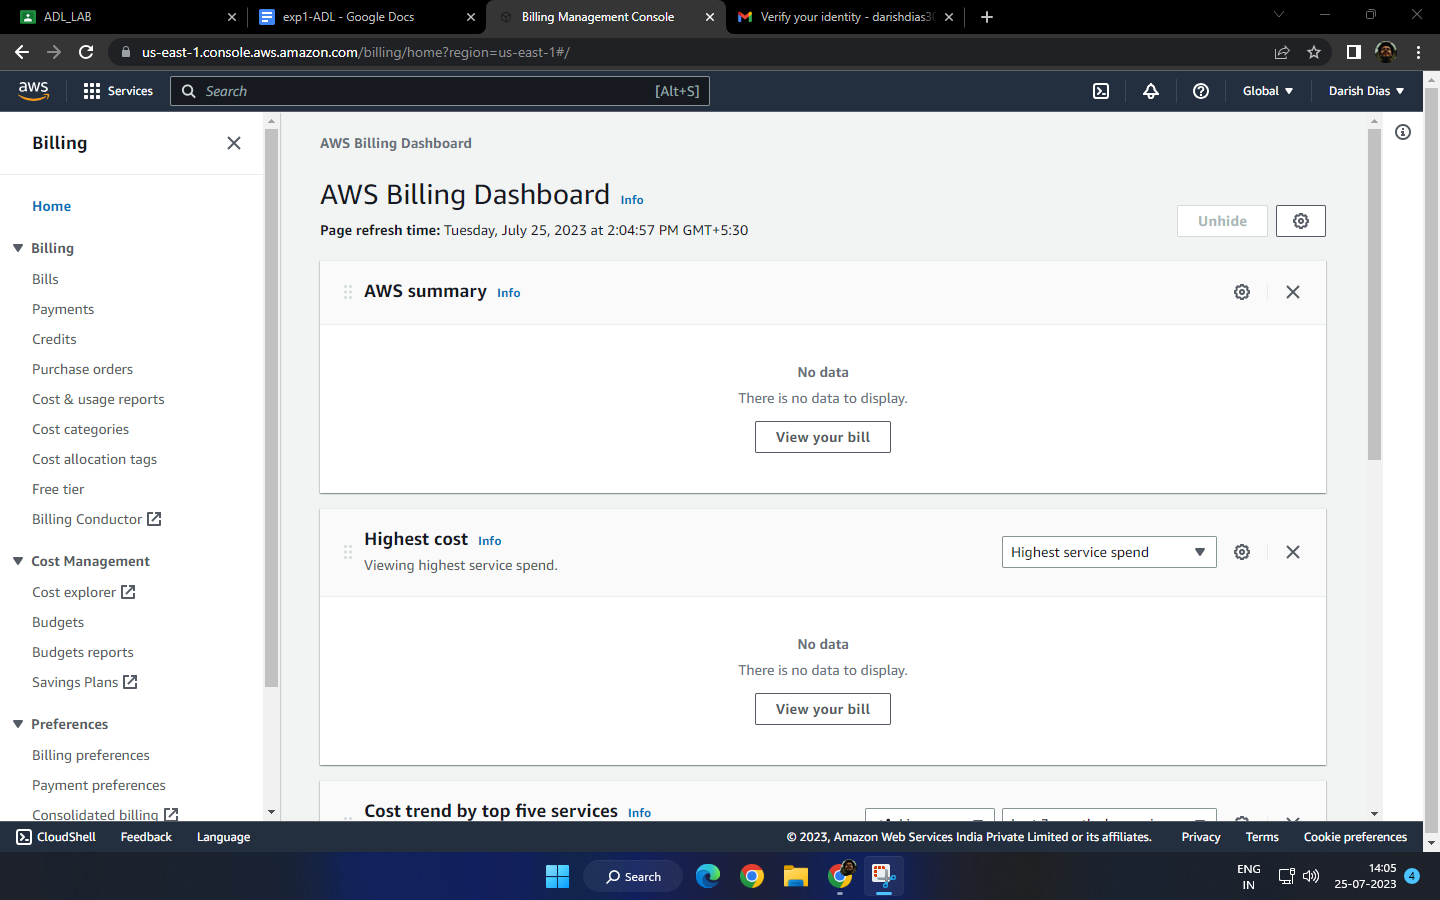 ADL_LAB
exp1-ADL - Google Docs
Billing Management Console
Verify your identity - darishdias30
us-east-1.console.aws.amazon.com/billing/home?region=us-east-1#/
aws
Services
Search
[Alt+S]
Global
Darish Dias
Billing
Home
Billing
Bills
Payments
Credits
Purchase orders
Cost & usage reports
Cost categories
Cost allocation tags
Free tier
Billing Conductor
Cost Management
Cost explorer
Budgets
Budgets reports
Savings Plans
Preferences
Billing preferences
Payment preferences
Consolidated billing
AWS Billing Dashboard
AWS Billing Dashboard Info
Page refresh time: Tuesday, July 25, 2023 at 2:04:57 PM GMT+5:30
Unhide
AWS summary Info
No data
There is no data to display.
View your bill
Highest cost Info
Viewing highest service spend.
Highest service spend
No data
There is no data to display.
View your bill
Cost trend by top five services Info
CloudShell
Feedback
Language
© 2023, Amazon Web Services India Private Limited or its affiliates.
Privacy
Terms
Cookie preferences
Search
ENG
IN
14:05
25-07-2023
4